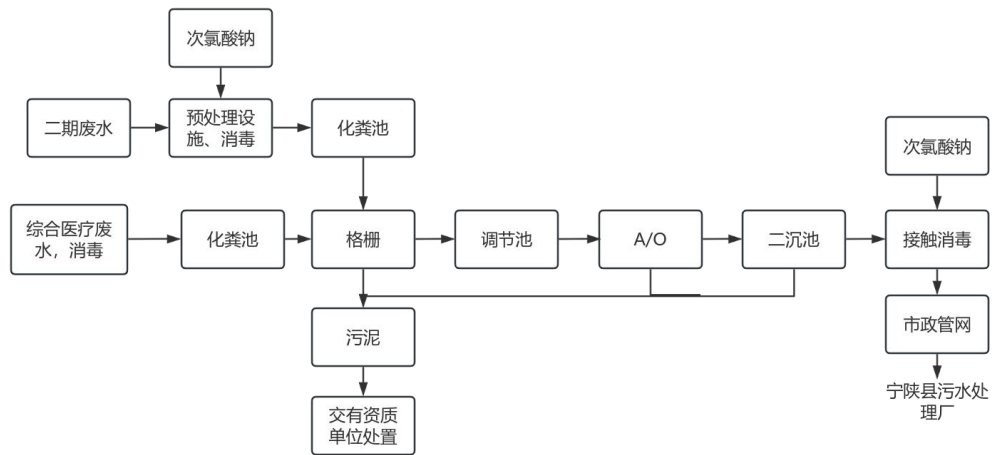 次氯酸钠
二期废水
预处理设
施、消毒
化粪池
次氯酸钠
综合医疗废
水，消毒
化粪池
格栅
调节池
A/O
二沉池
接触消毒
污泥
市政管网
交有资质
单位处置
宁陕县污水处
理厂